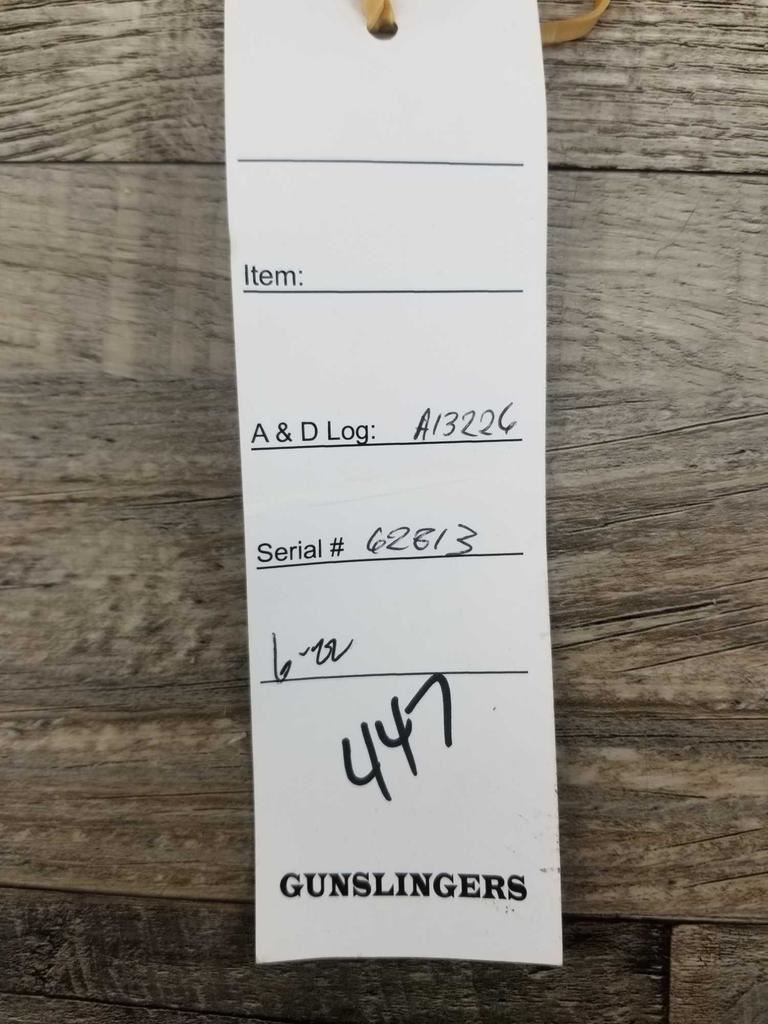 Item:
A & D Log: A13226
Serial # 62813
6-22
447
GUNSLINGERS